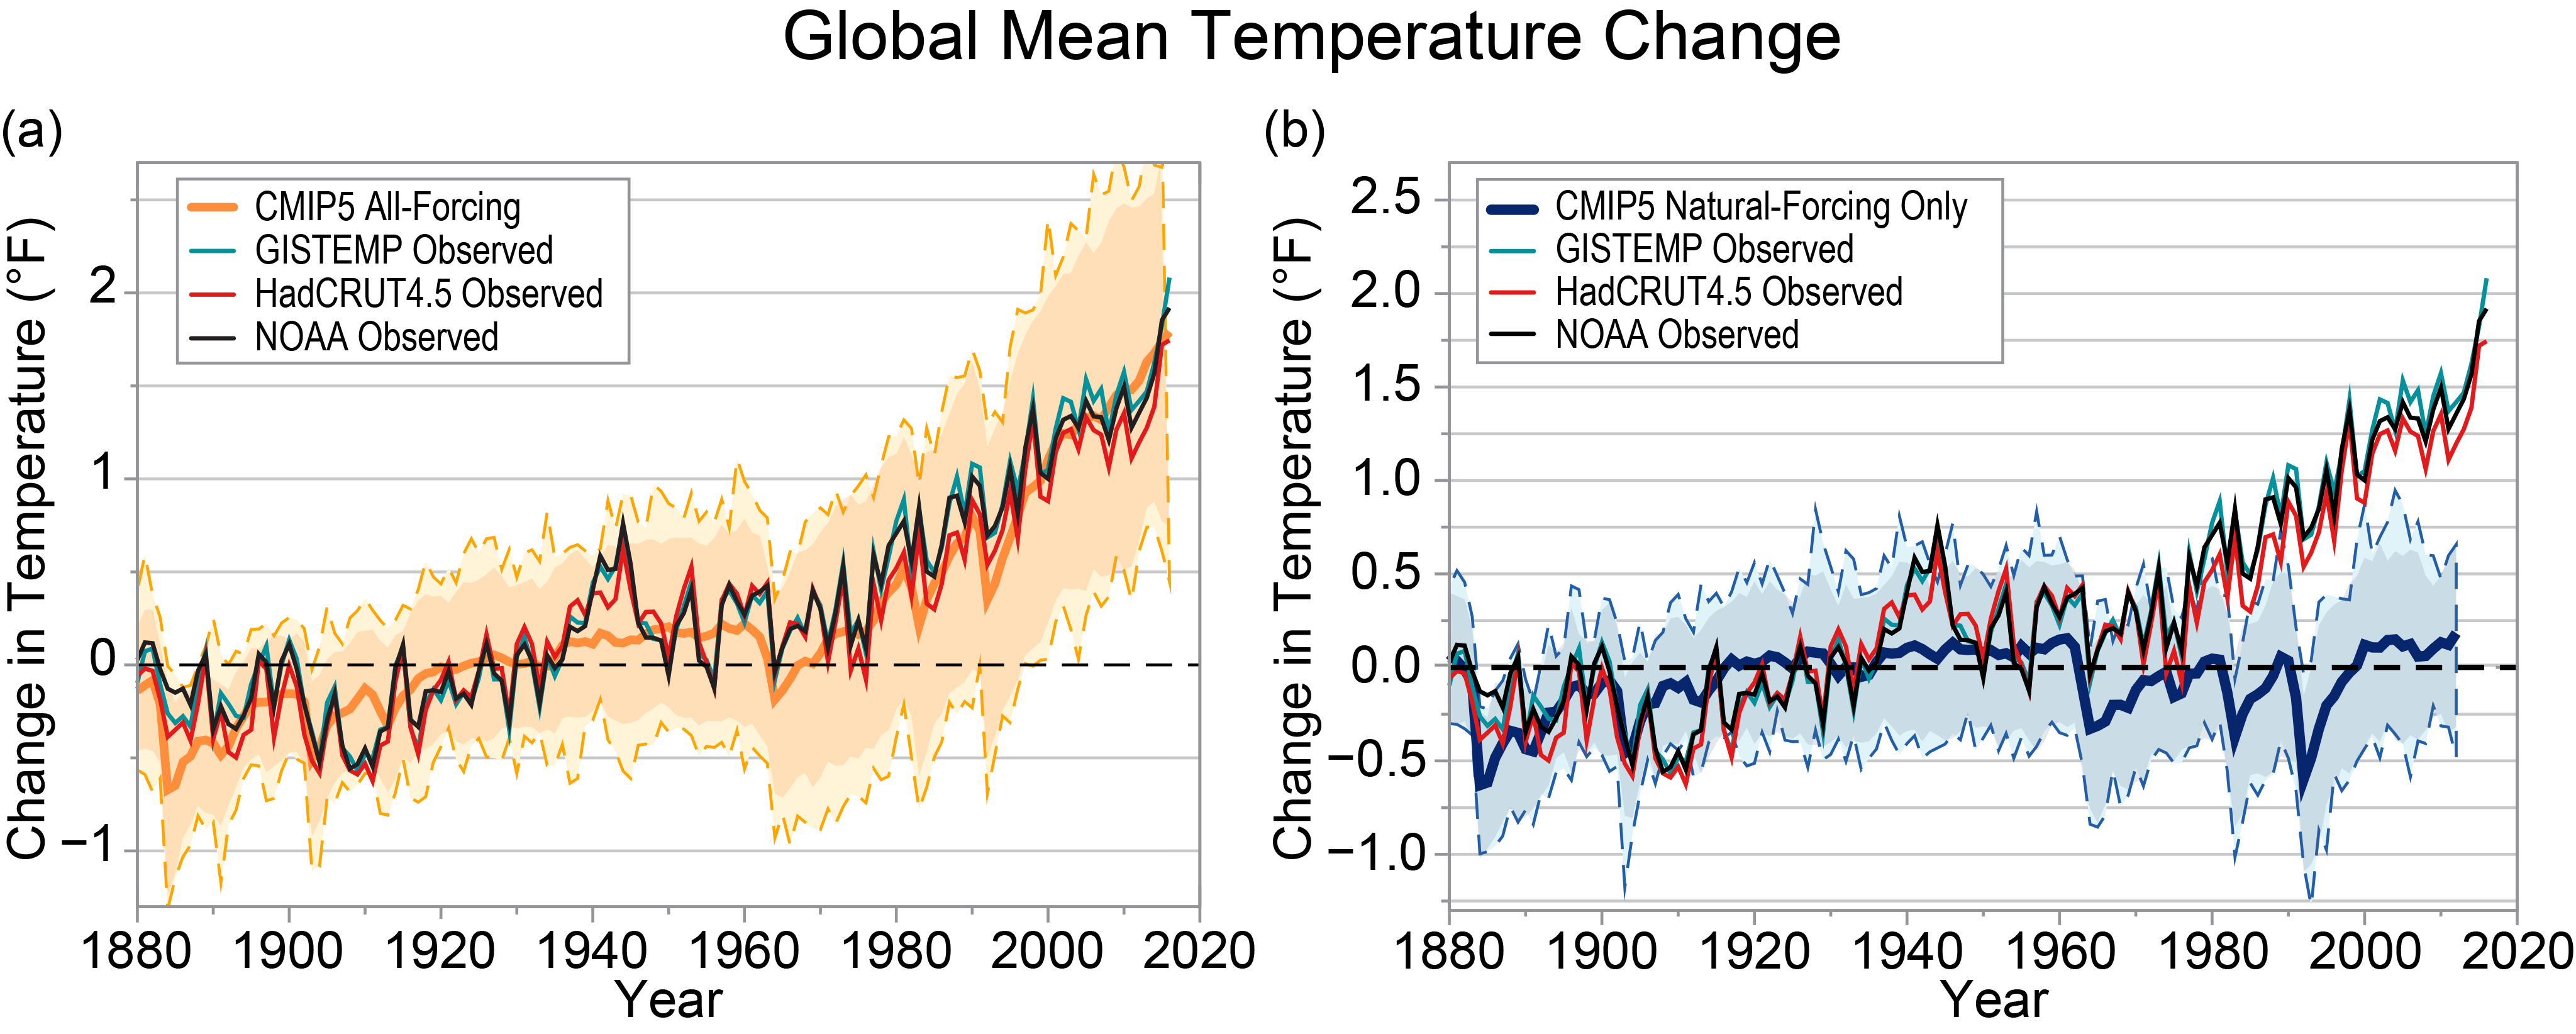 Global Mean Temperature Change
(a)
CMIP5 All-Forcing
GISTEMP Observed
HadCRUT4.5 Observed
NOAA Observed
Change in Temperature (°F)
2
1
0
−1
1880 1900 1920 1940 1960 1980 2000 2020
Year
(b)
CMIP5 Natural-Forcing Only
GISTEMP Observed
HadCRUT4.5 Observed
NOAA Observed
Change in Temperature (°F)
2.5
2.0
1.5
1.0
0.5
0.0
−0.5
−1.0
1880 1900 1920 1940 1960 1980 2000 2020
Year